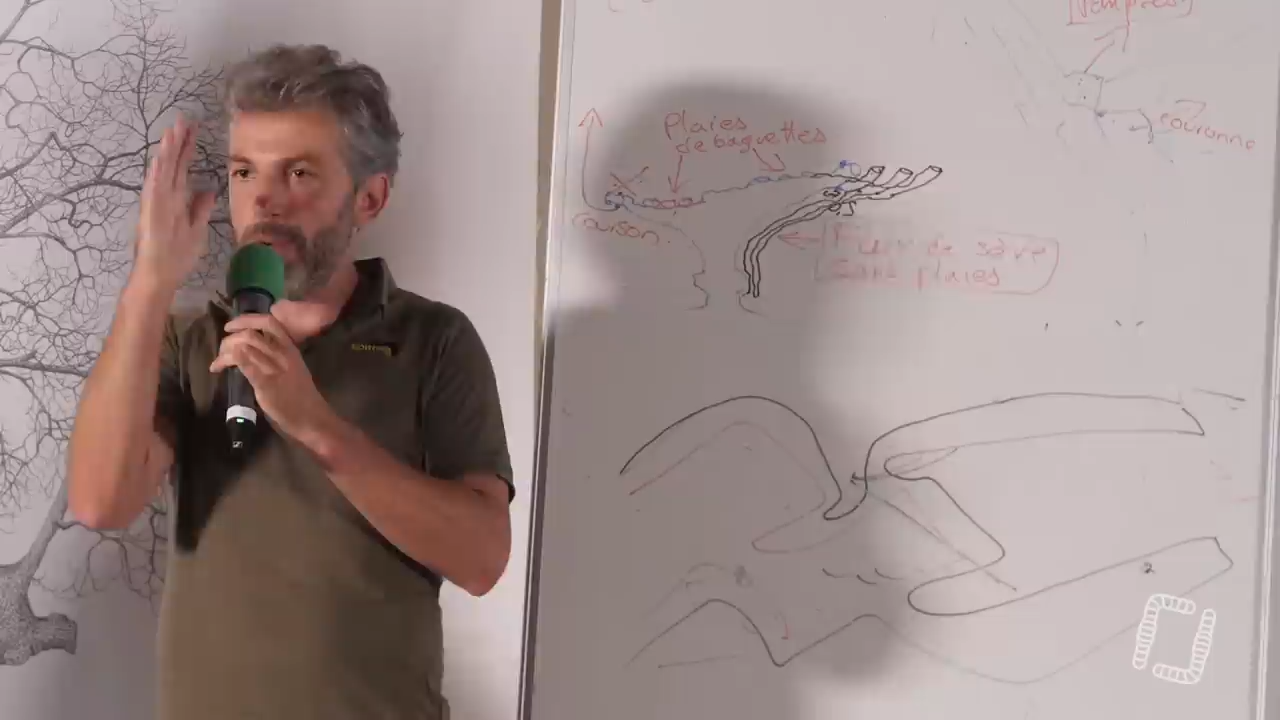 plaies
de baguettes
courson.
Flux de sève
sans plaies
couronne